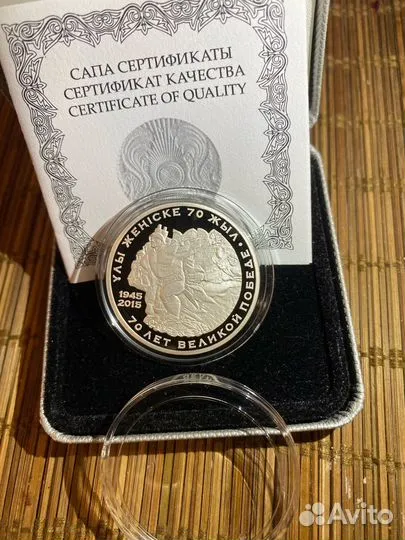 САПА СЕРТИФИКАТЫ
СЕРТИФИКАТ КАЧЕСТВА
CERTIFICATE OF QUALITY
ҰЛЫ ЖЕҢІСКЕ 70 ЖЫЛ •
1945
2015
70 ЛЕТ ВЕЛИКОЙ ПОБЕДЕ •
Avito